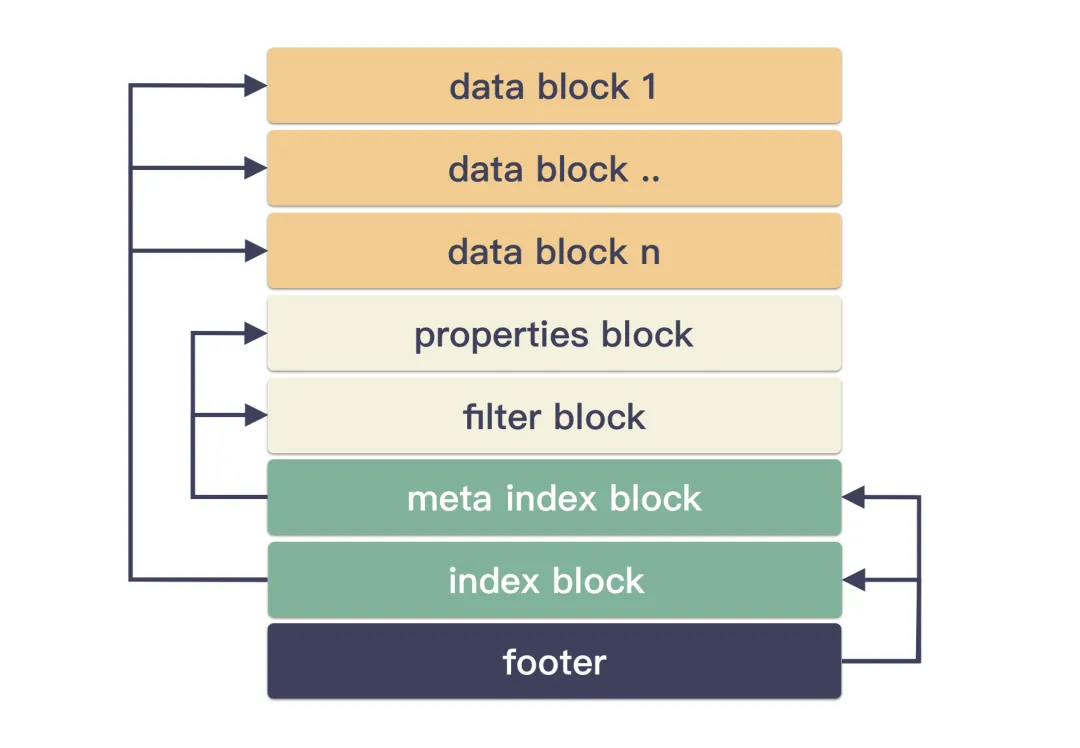 data block 1
data block ..
data block n
properties block
filter block
meta index block
index block
footer